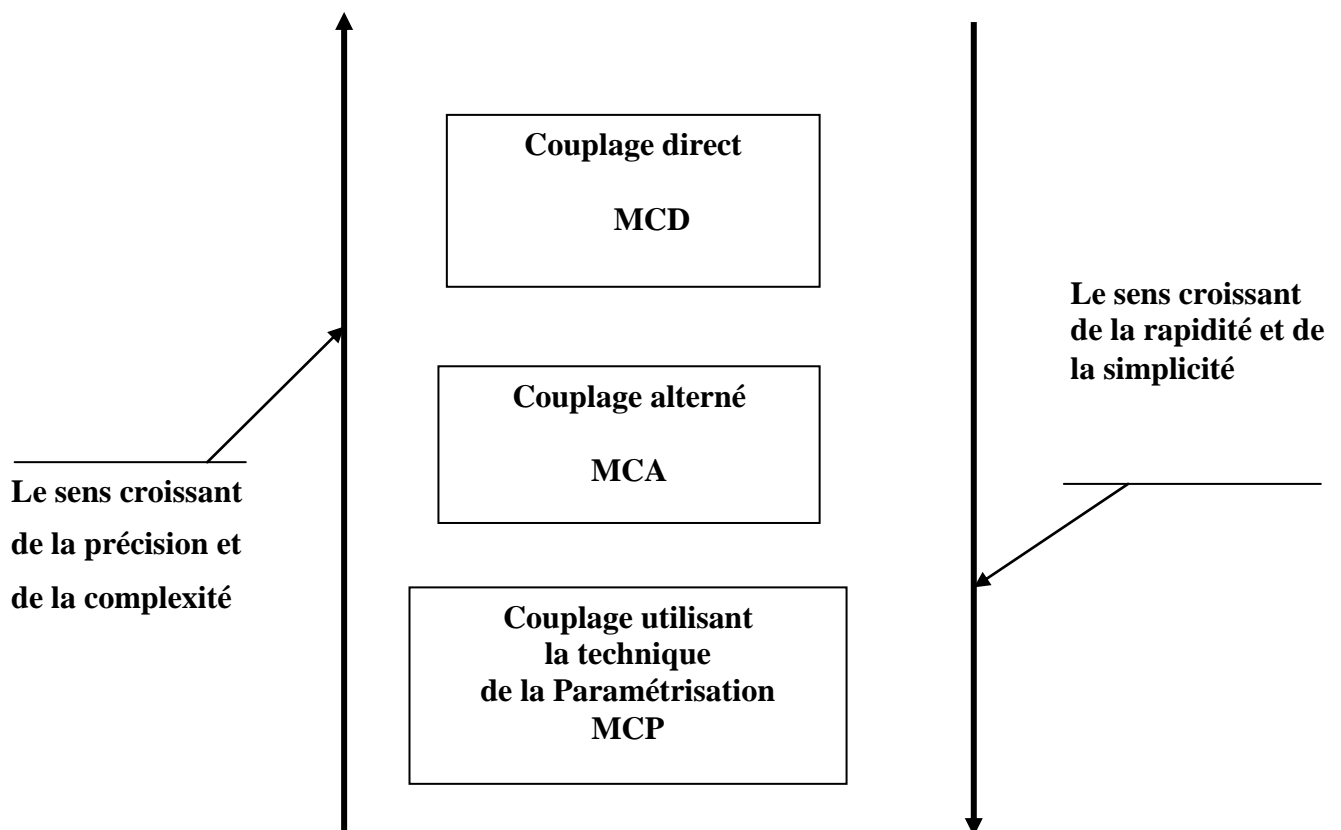 Couplage direct
MCD
Le sens croissant
de la rapidité et de
la simplicité
Couplage alterné
MCA
Le sens croissant
de la précision et
de la complexité
Couplage utilisant
la technique
de la Paramétrisation
MCP